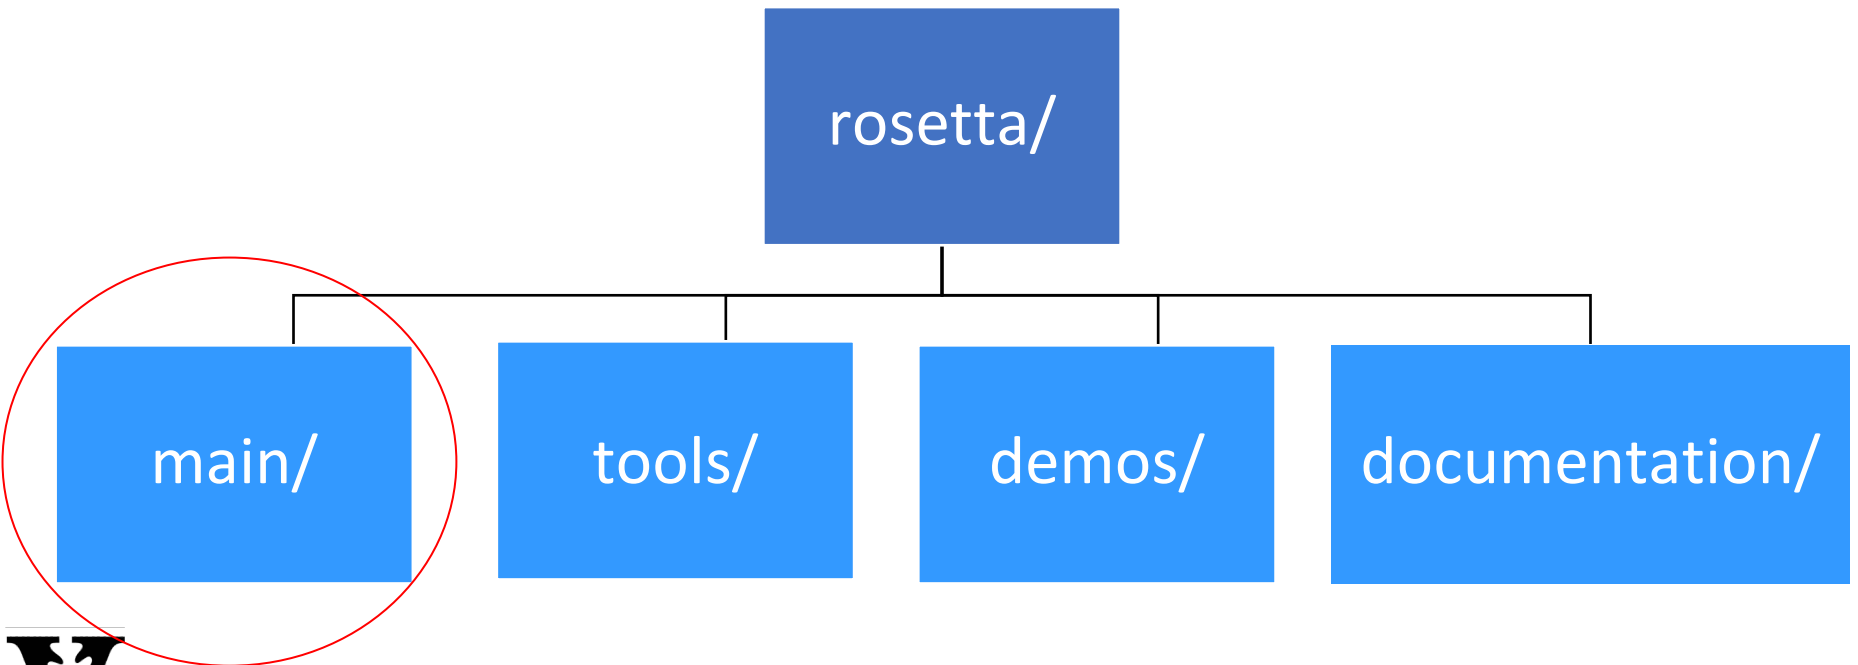 rosetta/
main/
tools/
demos/
documentation/